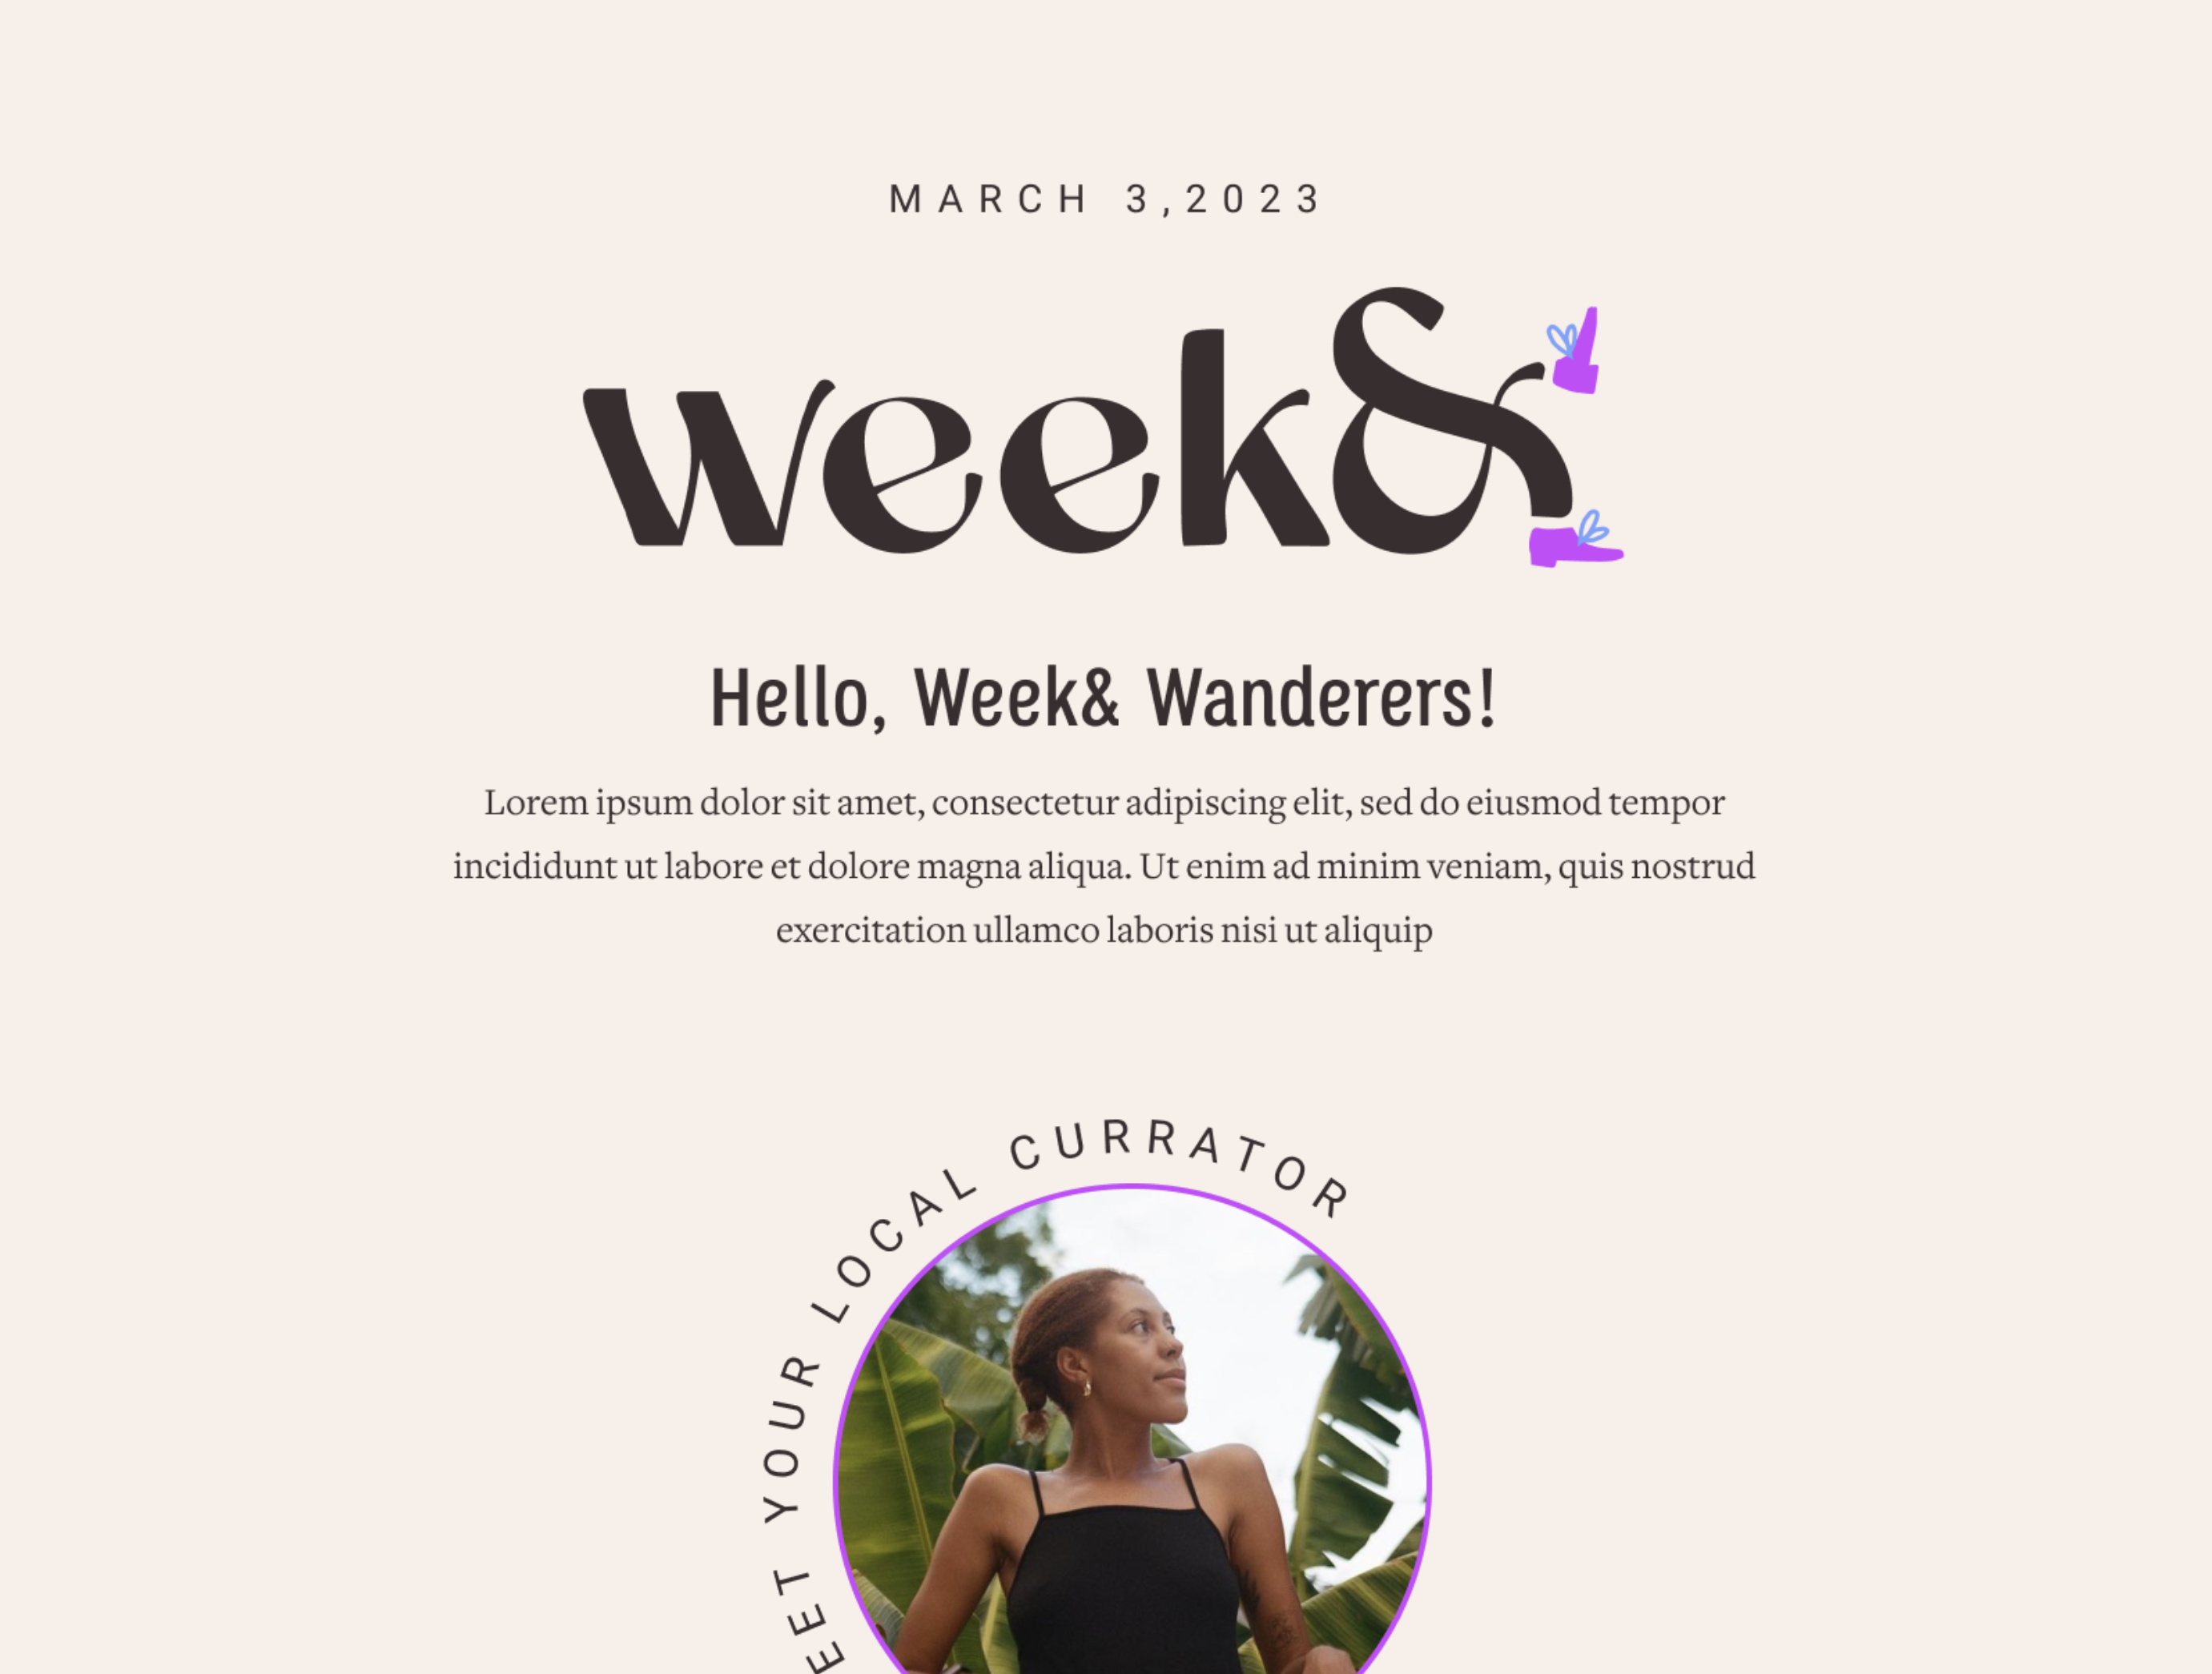 MARCH 3,2023
week&
Hello, Week& Wanderers!
Lorem ipsum dolor sit amet, consectetur adipiscing elit, sed do eiusmod tempor
incididunt ut labore et dolore magna aliqua. Ut enim ad minim veniam, quis nostrud
exercitation ullamco laboris nisi ut aliquip
EET YOUR LOCAL CURRATOR